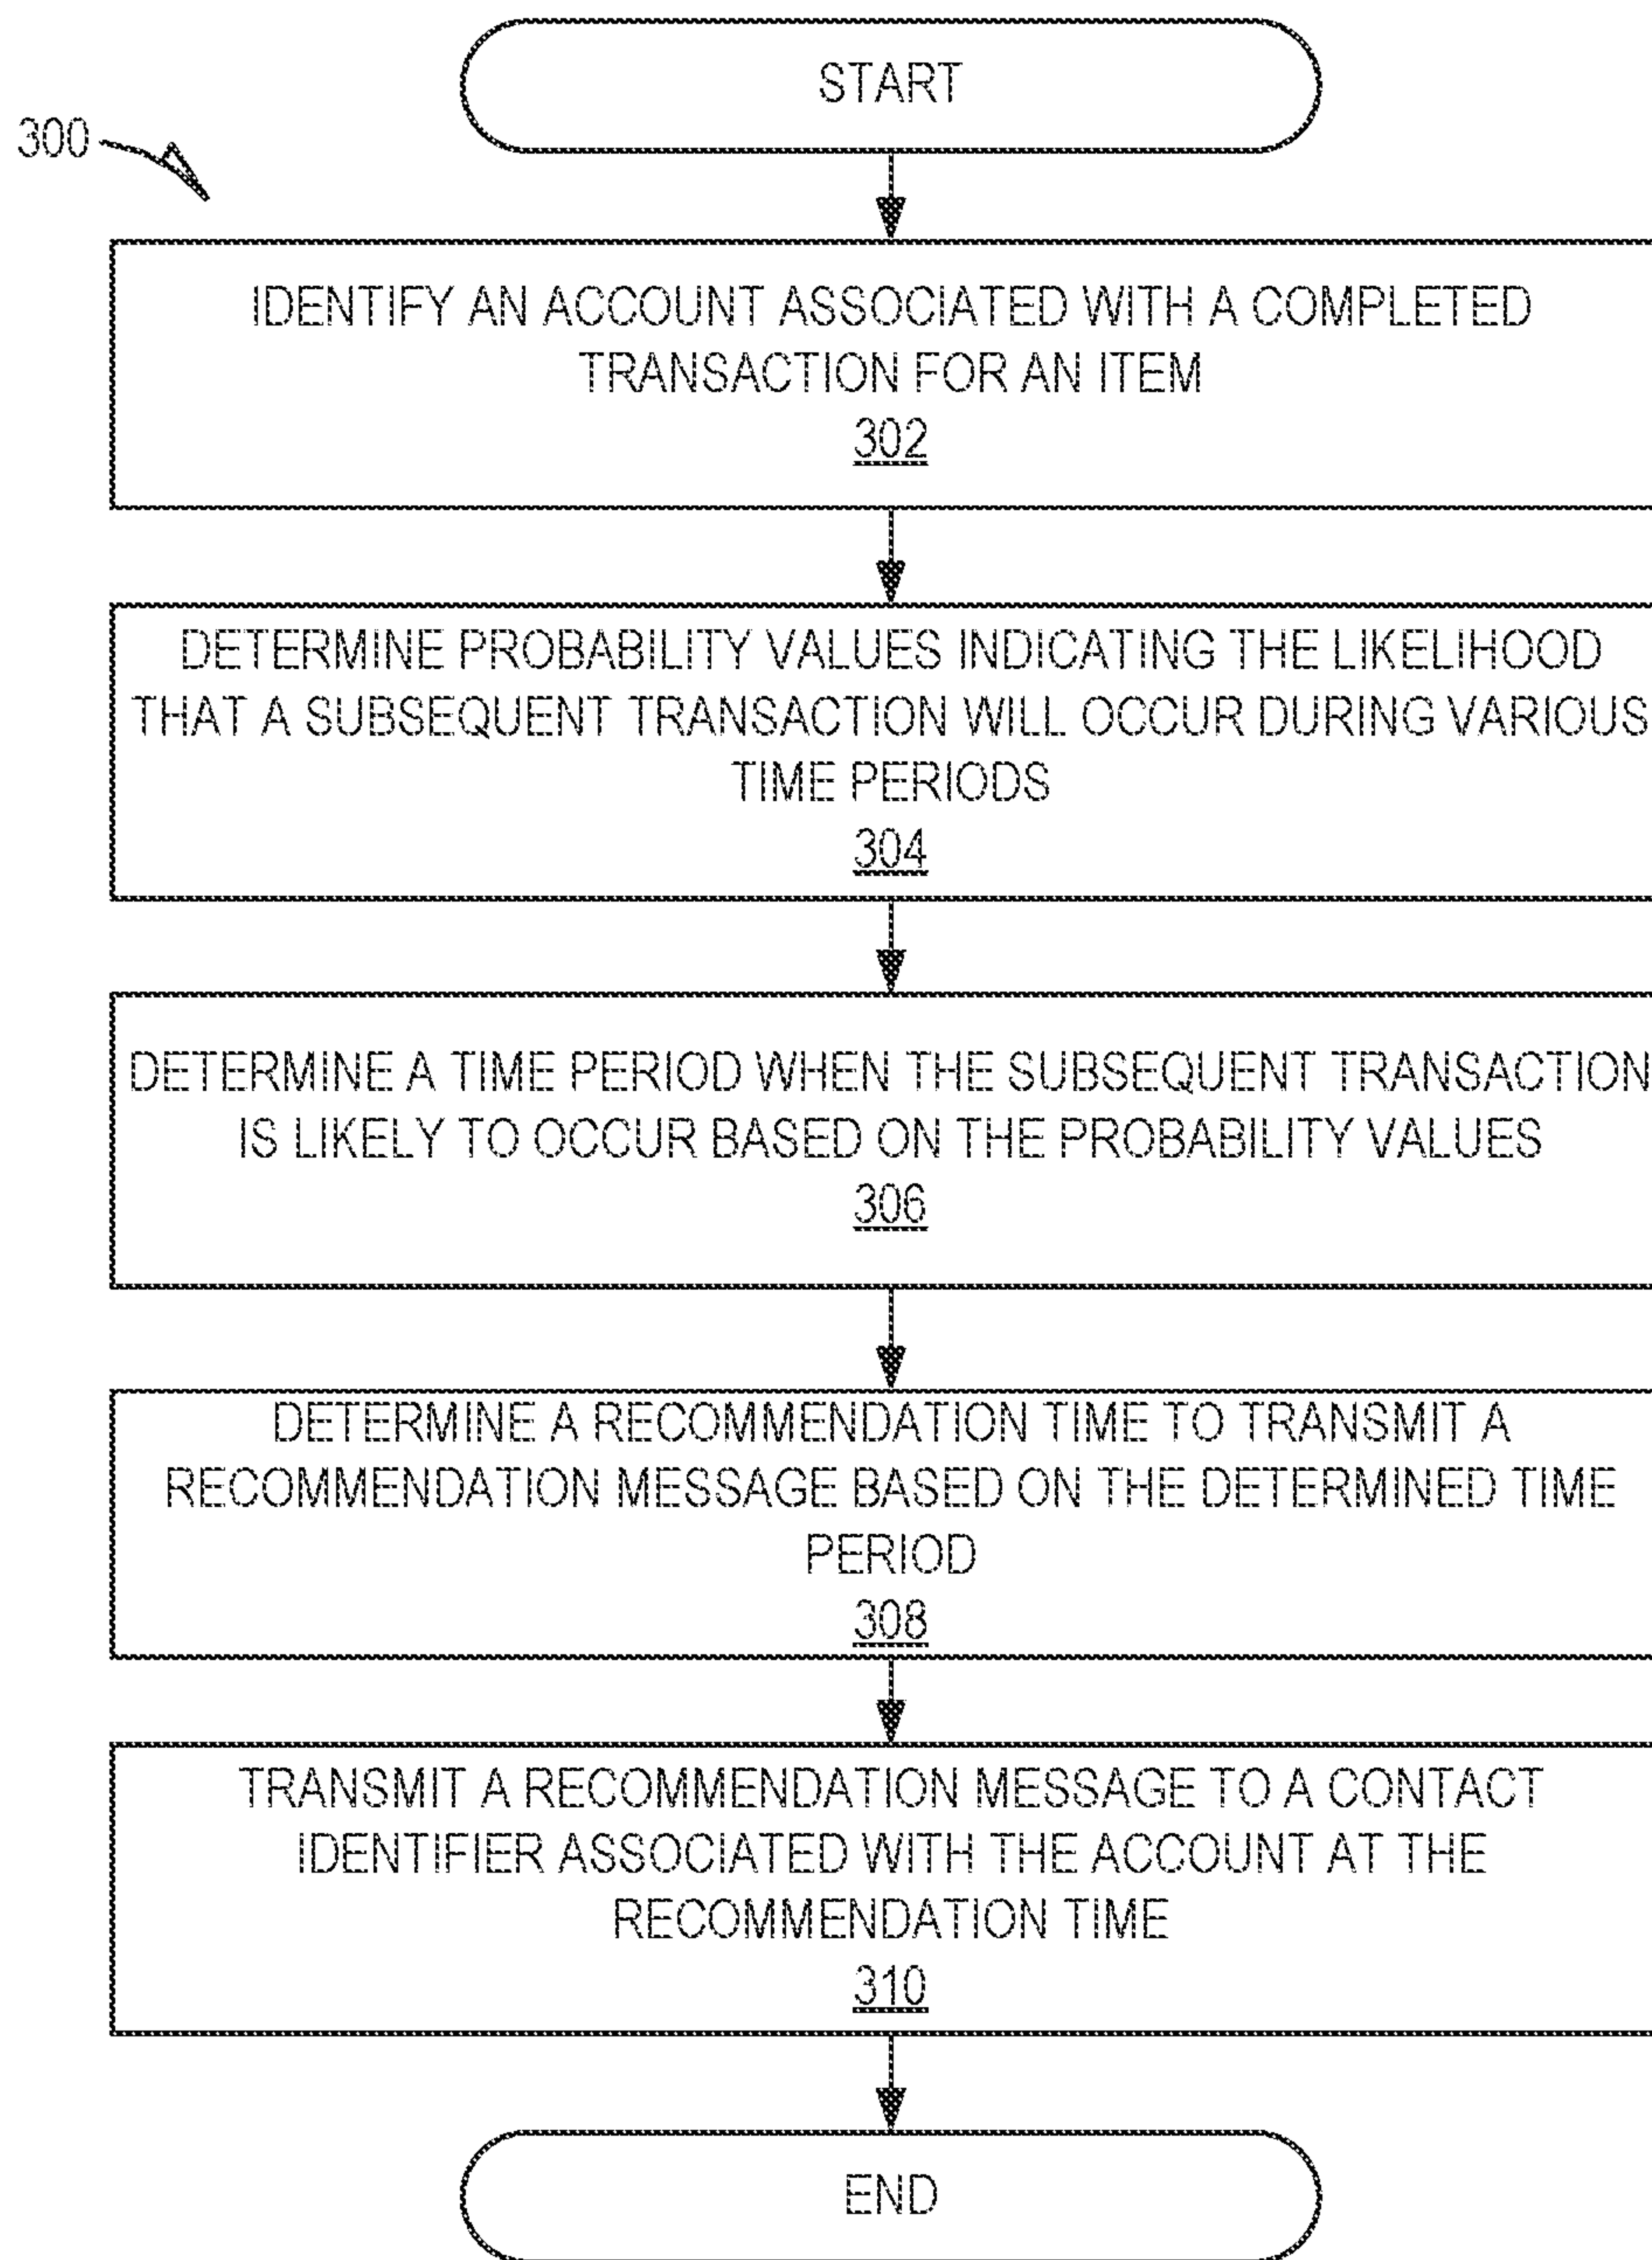 START
300
IDENTIFY AN ACCOUNT ASSOCIATED WITH A COMPLETED
TRANSACTION FOR AN ITEM
302
DETERMINE PROBABILITY VALUES INDICATING THE LIKELIHOOD
THAT A SUBSEQUENT TRANSACTION WILL OCCUR DURING VARIOUS
TIME PERIODS
304
DETERMINE A TIME PERIOD WHEN THE SUBSEQUENT TRANSACTION
IS LIKELY TO OCCUR BASED ON THE PROBABILITY VALUES
306
DETERMINE A RECOMMENDATION TIME TO TRANSMIT A
RECOMMENDATION MESSAGE BASED ON THE DETERMINED TIME
PERIOD
308
TRANSMIT A RECOMMENDATION MESSAGE TO A CONTACT
IDENTIFIER ASSOCIATED WITH THE ACCOUNT AT THE
RECOMMENDATION TIME
310
END